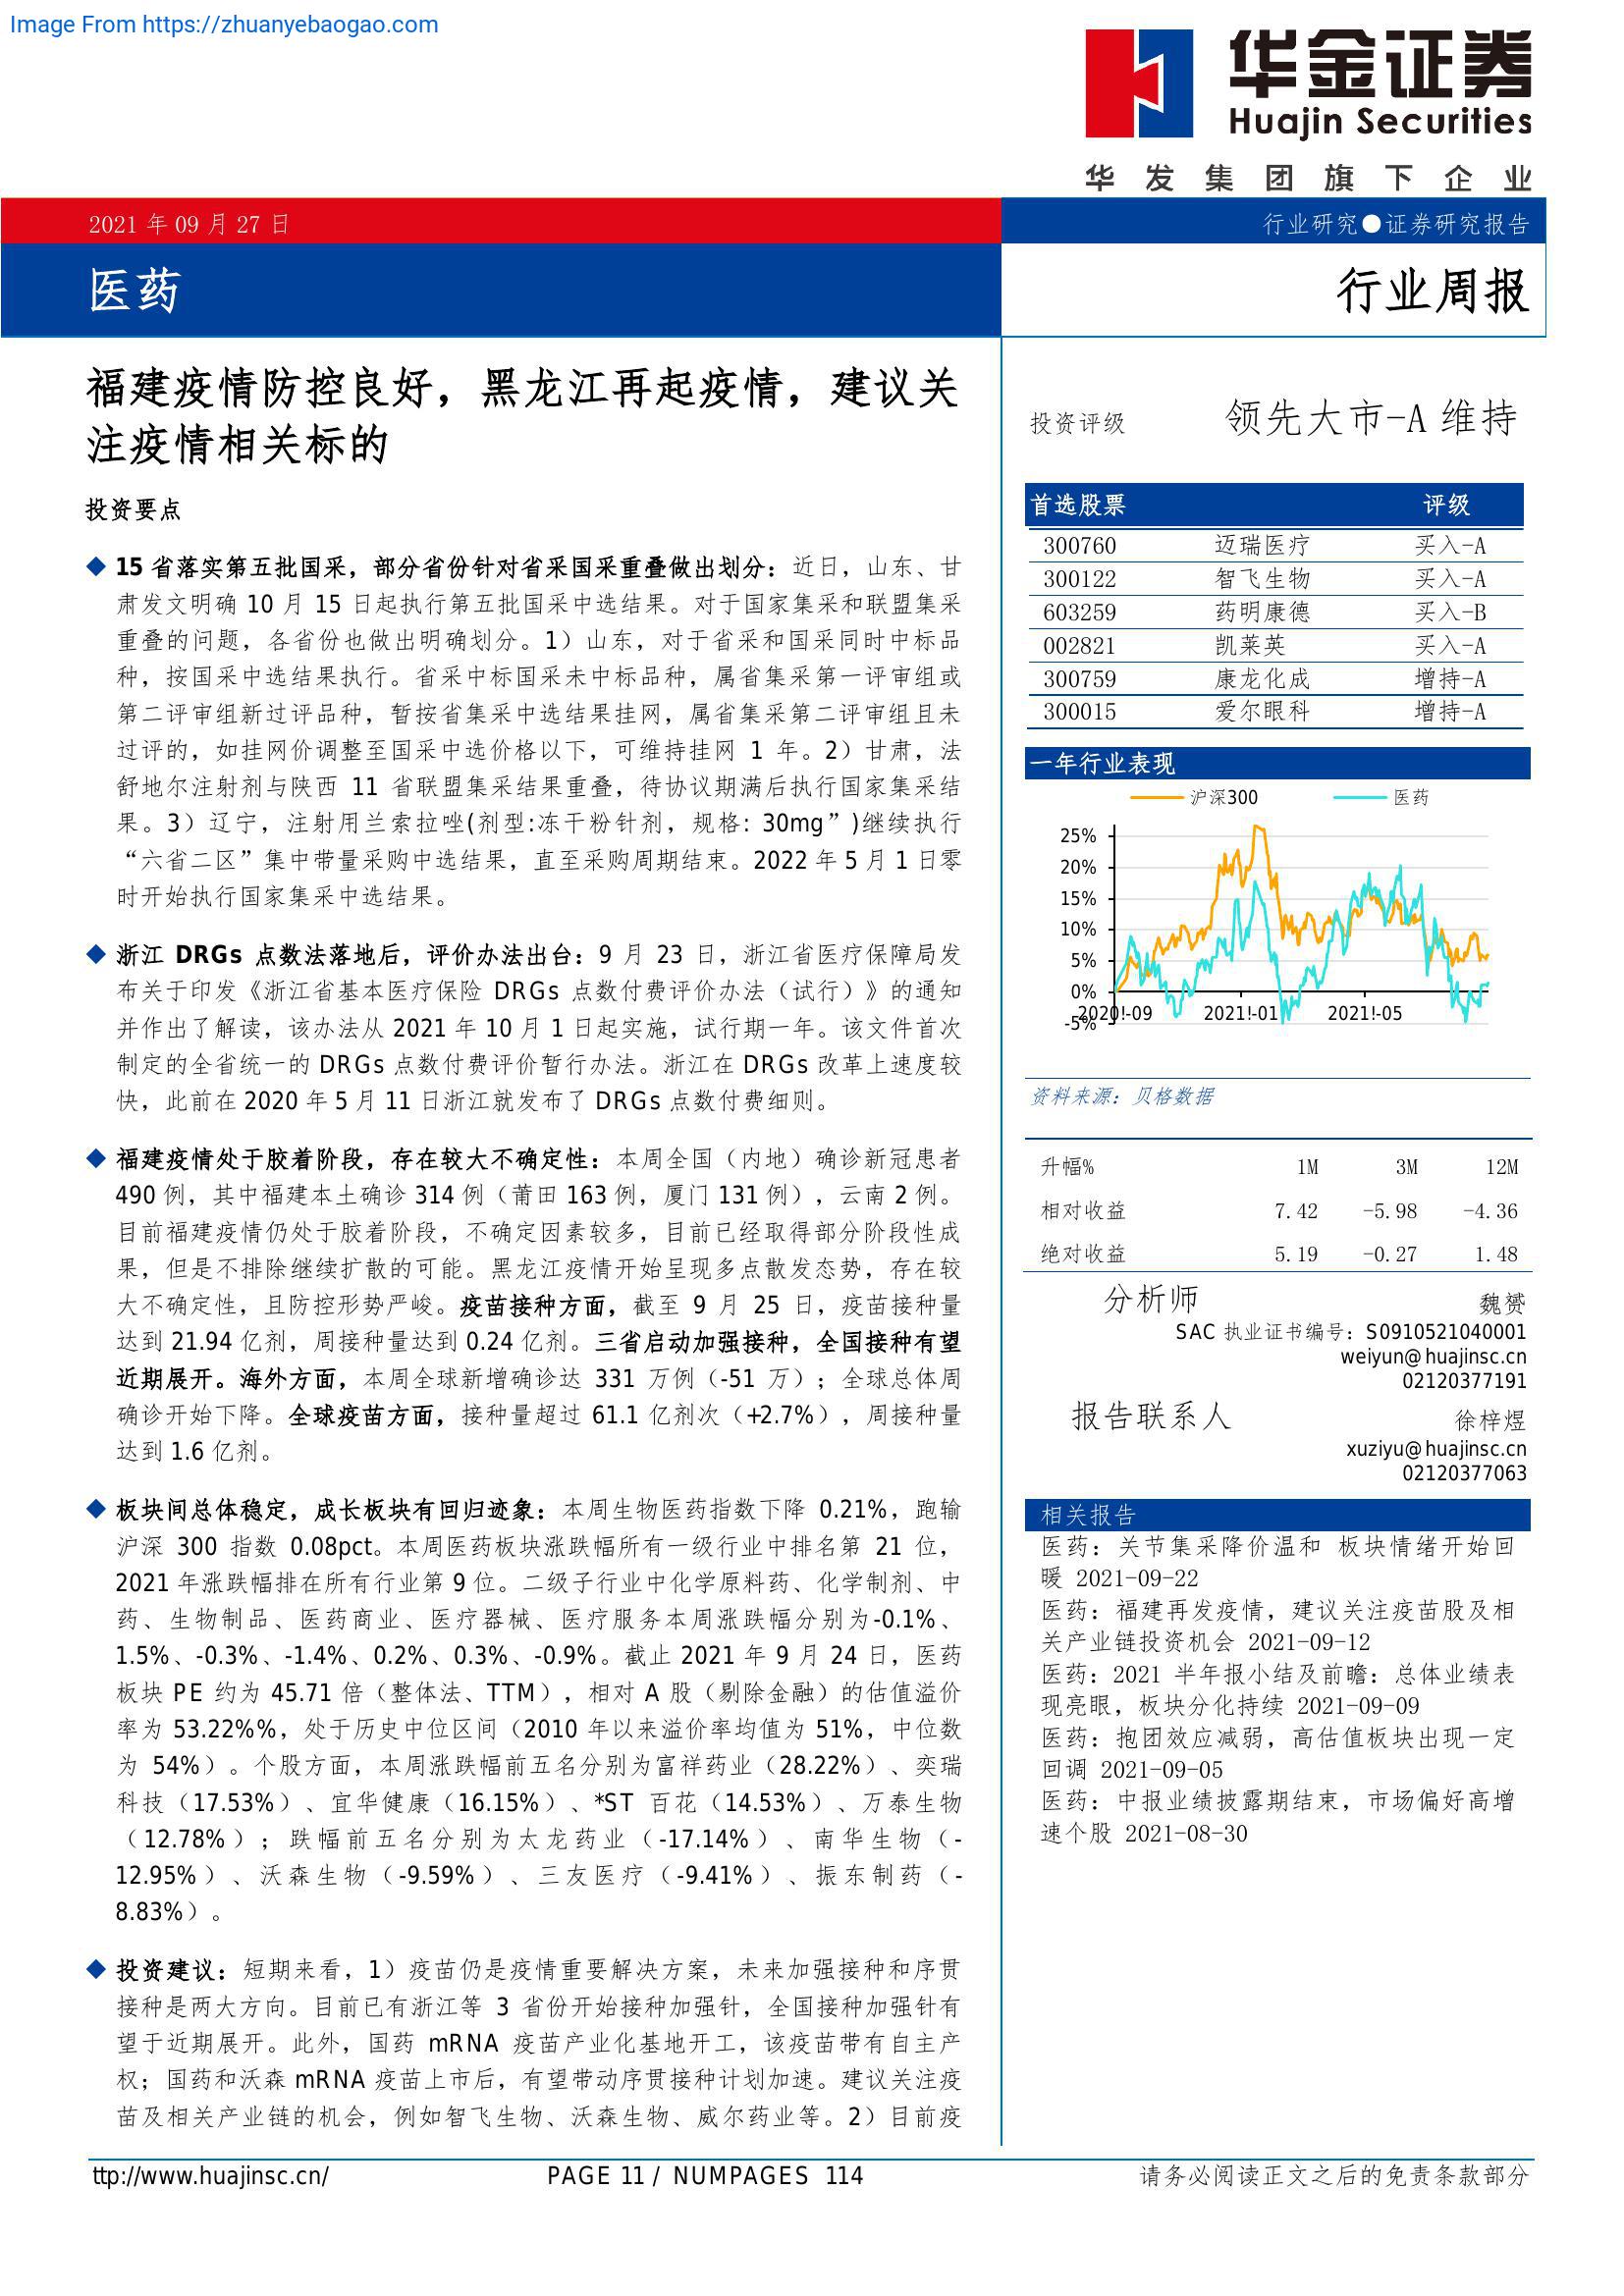 Image From https://zhuanyebaogao.com
华金证券
Huajin Securities
华发集团旗下企业
2021 年 09 月 27 日
行业研究●证券研究报告
医药
行业周报
福建疫情防控良好，黑龙江再起疫情，建议关
注疫情相关标的
投资要点
◆ 15 省落实第五批国采，部分省份针对省采国采重叠做出划分：近日，山东、甘
肃发文明确 10 月 15 日起执行第五批国采中选结果。对于国家集采和联盟集采
重叠的问题，各省份也做出明确划分。1）山东，对于省采和国采同时中标品
种，按国采中选结果执行。省采中标国采未中标品种，属省集采第一评审组或
第二评审组新过评品种，暂按省集采中选结果挂网，属省集采第二评审组且未
过评的，如挂网价调整至国采中选价格以下，可维持挂网 1 年。2）甘肃，法
舒地尔注射剂与陕西 11 省联盟集采结果重叠，待协议期满后执行国家集采结
果。3）辽宁，注射用兰索拉唑(剂型:冻干粉针剂，规格: 30mg”)继续执行
“六省二区”集中带量采购中选结果，直至采购周期结束。2022 年 5 月 1 日零
时开始执行国家集采中选结果。
◆ 浙江 DRGs 点数法落地后，评价办法出台：9 月 23 日，浙江省医疗保障局发
布关于印发《浙江省基本医疗保险 DRGs 点数付费评价办法（试行）》的通知
并作出了解读，该办法从 2021 年 10 月 1 日起实施，试行期一年。该文件首次
制定的全省统一的 DRGs 点数付费评价暂行办法。浙江在 DRGs 改革上速度较
快，此前在 2020 年 5 月 11 日浙江就发布了 DRGs 点数付费细则。
◆ 福建疫情处于胶着阶段，存在较大不确定性：本周全国（内地）确诊新冠患者
490 例，其中福建本土确诊 314 例（莆田 163 例，厦门 131 例），云南 2 例。
目前福建疫情仍处于胶着阶段，不确定因素较多，目前已经取得部分阶段性成
果，但是不排除继续扩散的可能。黑龙江疫情开始呈现多点散发态势，存在较
大不确定性，且防控形势严峻。疫苗接种方面，截至 9 月 25 日，疫苗接种量
达到 21.94 亿剂，周接种量达到 0.24 亿剂。三省启动加强接种，全国接种有望
近期展开。海外方面，本周全球新增确诊达 331 万例（-51 万）；全球总体周
确诊开始下降。全球疫苗方面，接种量超过 61.1 亿剂次（+2.7%），周接种量
达到 1.6 亿剂。
◆ 板块间总体稳定，成长板块有回归迹象：本周生物医药指数下降 0.21%，跑输
沪深 300 指数 0.08pct。本周医药板块涨跌幅所有一级行业中排名第 21 位，
2021 年涨跌幅排在所有行业第 9 位。二级子行业中化学原料药、化学制剂、中
药、生物制品、医药商业、医疗器械、医疗服务本周涨跌幅分别为-0.1%、
1.5%、-0.3%、-1.4%、0.2%、0.3%、-0.9%。截止 2021 年 9 月 24 日，医药
板块 PE 约为 45.71 倍（整体法、TTM），相对 A 股（剔除金融）的估值溢价
率为 53.22%%，处于历史中位区间（2010 年以来溢价率均值为 51%，中位数
为 54%）。个股方面，本周涨跌幅前五名分别为富祥药业（28.22%）、奕瑞
科技（17.53%）、宜华健康（16.15%）、*ST 百花（14.53%）、万泰生物
（12.78%）；跌幅前五名分别为太龙药业（-17.14%）、南华生物（-
12.95%）、沃森生物（-9.59%）、三友医疗（-9.41%）、振东制药（-
8.83%）。
◆ 投资建议：短期来看，1）疫苗仍是疫情重要解决方案，未来加强接种和序贯
接种是两大方向。目前已有浙江等 3 省份开始接种加强针，全国接种加强针有
望于近期展开。此外，国药 mRNA 疫苗产业化基地开工，该疫苗带有自主产
权；国药和沃森 mRNA 疫苗上市后，有望带动序贯接种计划加速。建议关注疫
苗及相关产业链的机会，例如智飞生物、沃森生物、威尔药业等。2）目前疫
投资评级 领先大市-A 维持
首选股票 评级
300760 迈瑞医疗 买入-A
300122 智飞生物 买入-A
603259 药明康德 买入-B
002821 凯莱英 买入-A
300759 康龙化成 增持-A
300015 爱尔眼科 增持-A
一年行业表现
沪深300 医药
25%
20%
15%
10%
5%
0%
-5%
2020!-09 2021!-01 2021!-05
资料来源：贝格数据
升幅% 1M 3M 12M
相对收益 7.42 -5.98 -4.36
绝对收益 5.19 -0.27 1.48
分析师 魏赟
SAC 执业证书编号：S0910521040001
weiyun@huajinsc.cn
02120377191
报告联系人 徐梓煜
xuziyu@huajinsc.cn
02120377063
相关报告
医药：关节集采降价温和 板块情绪开始回
暖 2021-09-22
医药：福建再发疫情，建议关注疫苗股及相
关产业链投资机会 2021-09-12
医药：2021 半年报小结及前瞻：总体业绩表
现亮眼，板块分化持续 2021-09-09
医药：抱团效应减弱，高估值板块出现一定
回调 2021-09-05
医药：中报业绩披露期结束，市场偏好高增
速个股 2021-08-30
ttp://www.huajinsc.cn/
PAGE 11 / NUMPAGES 114
请务必阅读正文之后的免责条款部分